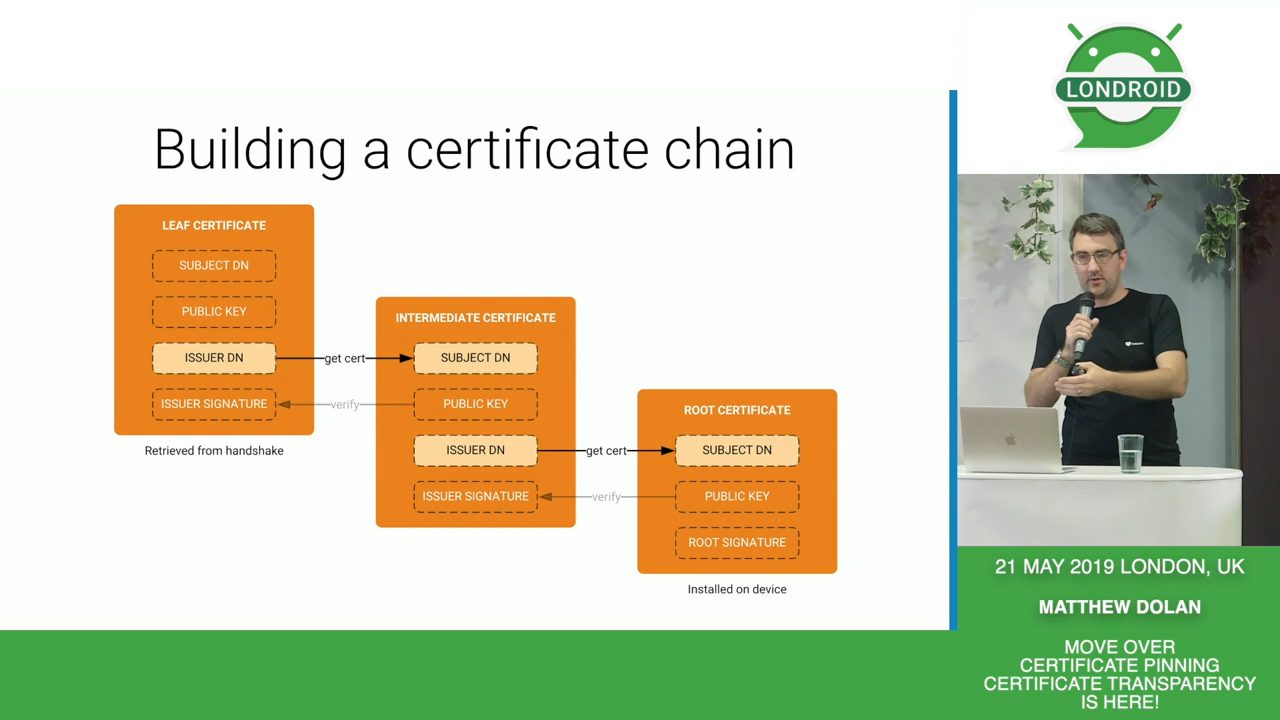 Building a certificate chain
LEAF CERTIFICATE
SUBJECT DN
PUBLIC KEY
ISSUER DN
ISSUER SIGNATURE
Retrieved from handshake
get cert
verify
INTERMEDIATE CERTIFICATE
SUBJECT DN
PUBLIC KEY
ISSUER DN
ISSUER SIGNATURE
get cert
verify
ROOT CERTIFICATE
SUBJECT DN
PUBLIC KEY
ROOT SIGNATURE
Installed on device
LONDROID
21 MAY 2019 LONDON, UK
MATTHEW DOLAN
MOVE OVER
CERTIFICATE PINNING
CERTIFICATE TRANSPARENCY
IS HERE!